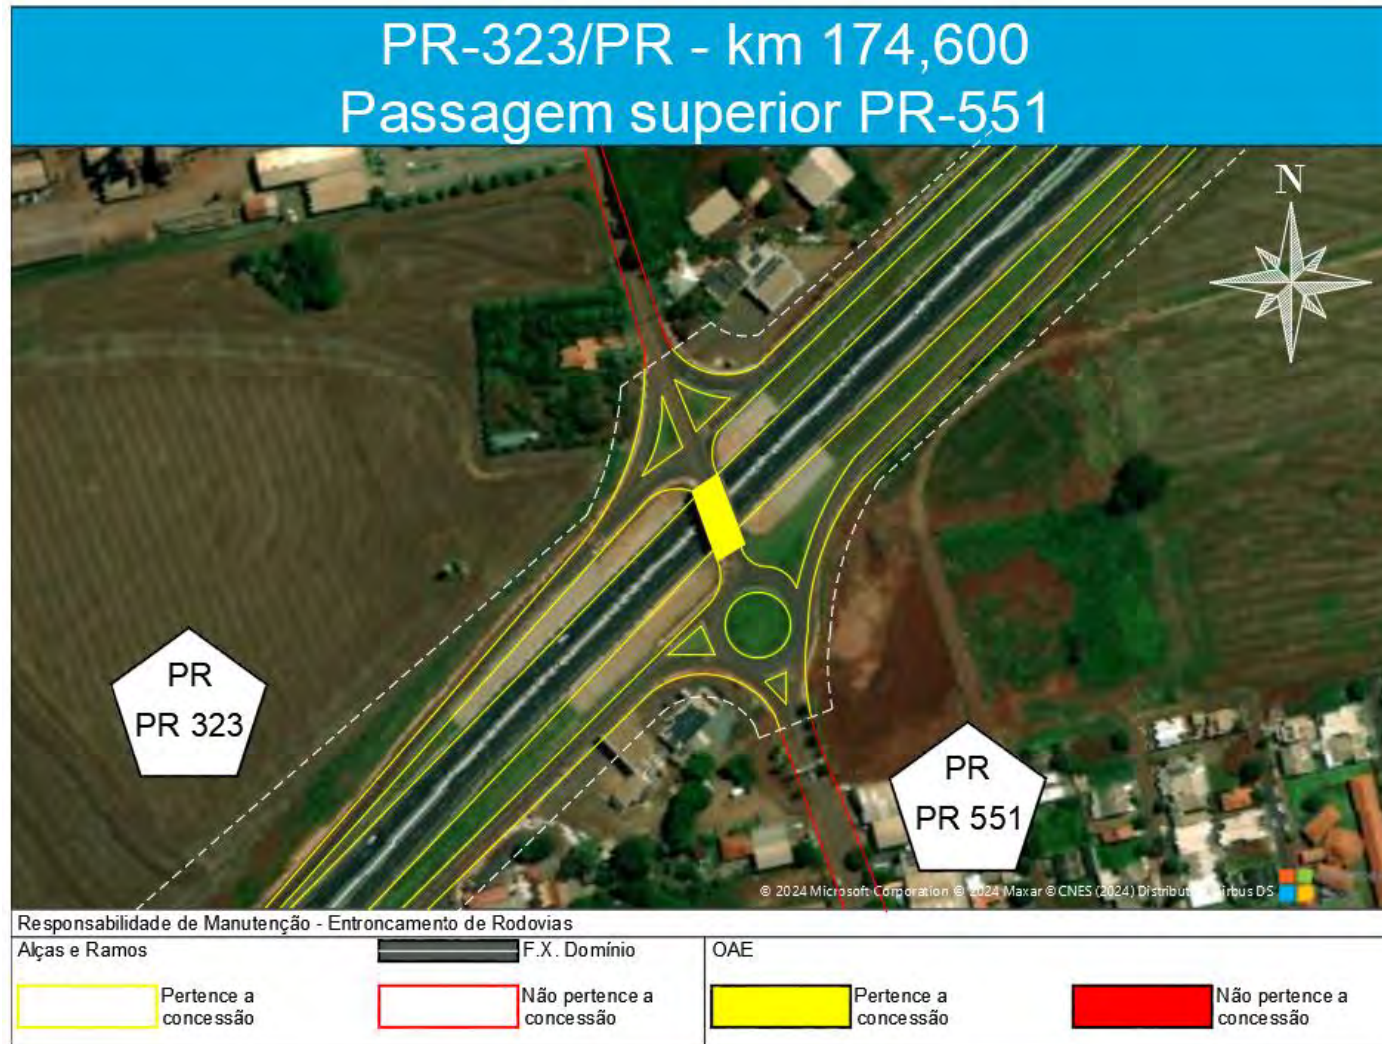 PR-323/PR - km 174,600
Passagem superior PR-551
N
PR
PR 323
PR
PR 551
© 2024 Microsoft Corporation © 2024 Maxar © CNES (2024) Distribut Airbus DS
Responsabilidade de Manutenção - Entroncamento de Rodovias
Alças e Ramos
F.X. Domínio
OAE
Pertence a
concessão
Não pertence a
concessão
Pertence a
concessão
Não pertence a
concessão